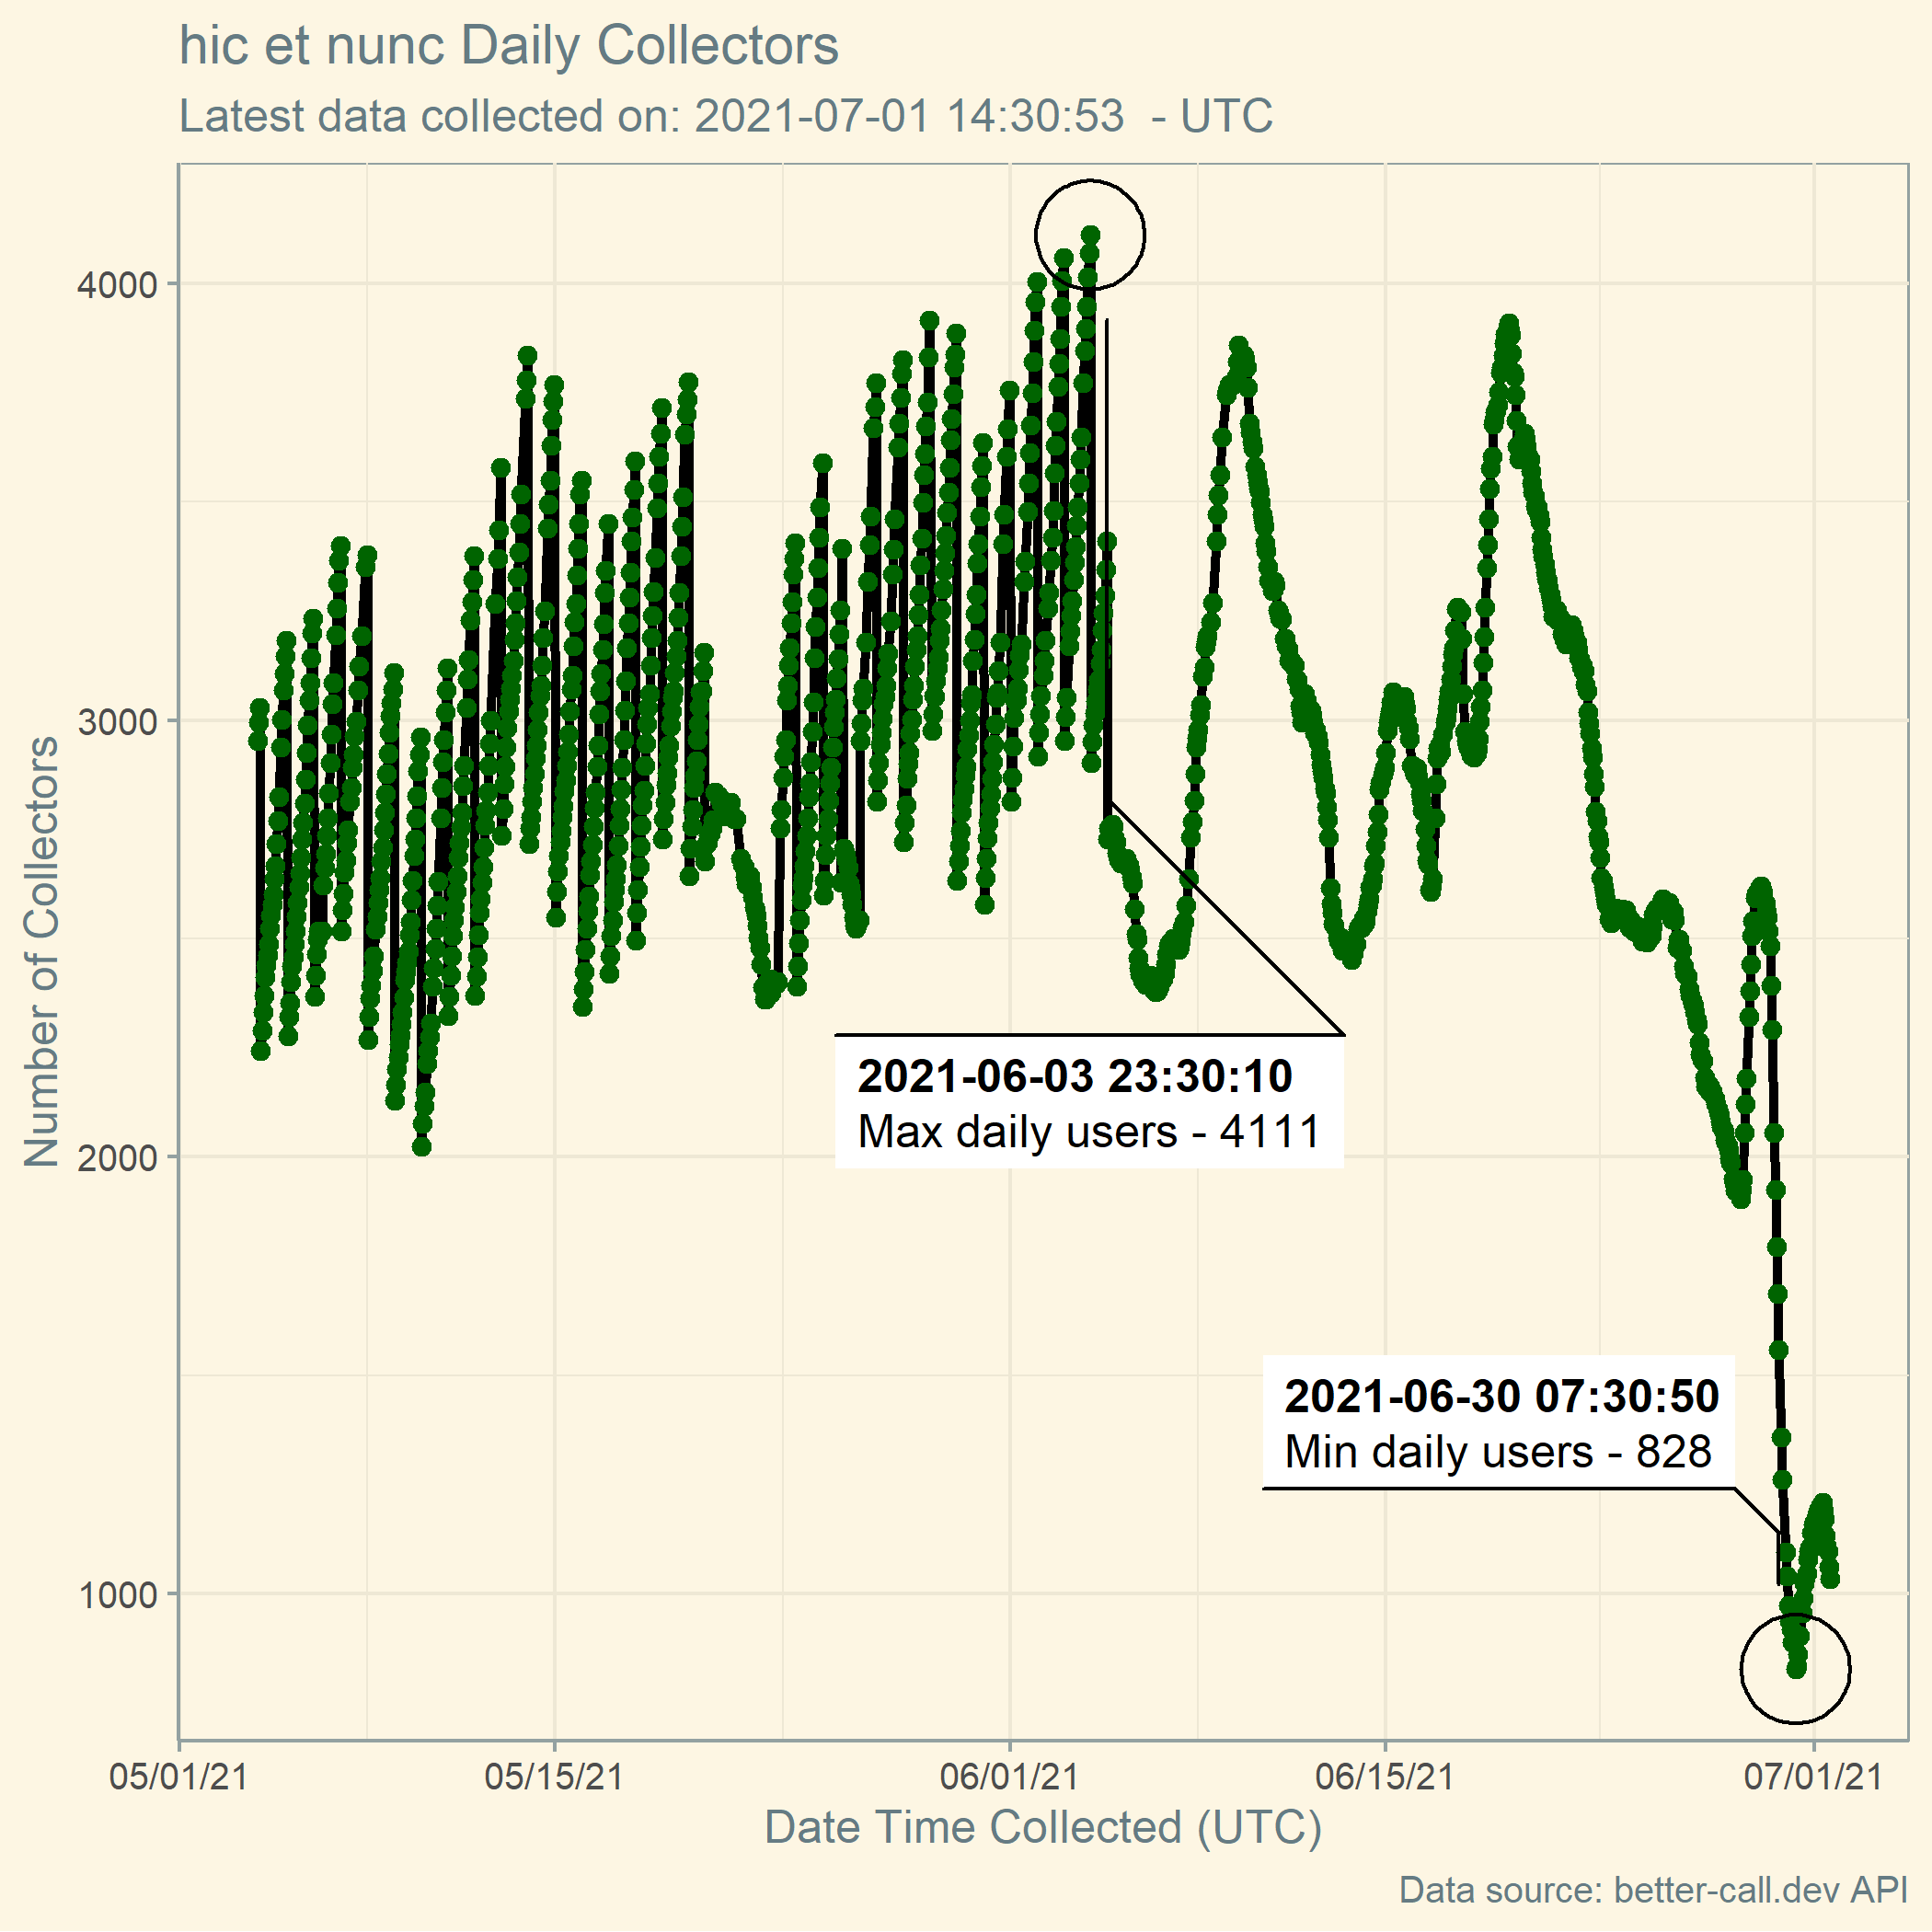 hic et nunc Daily Collectors
Latest data collected on: 2021-07-01 14:30:53  - UTC
Number of Collectors
4000
3000
2000
1000
2021-06-03 23:30:10
Max daily users - 4111
2021-06-30 07:30:50
Min daily users - 828
05/01/21
05/15/21
06/01/21
06/15/21
07/01/21
Date Time Collected (UTC)
Data source: better-call.dev API